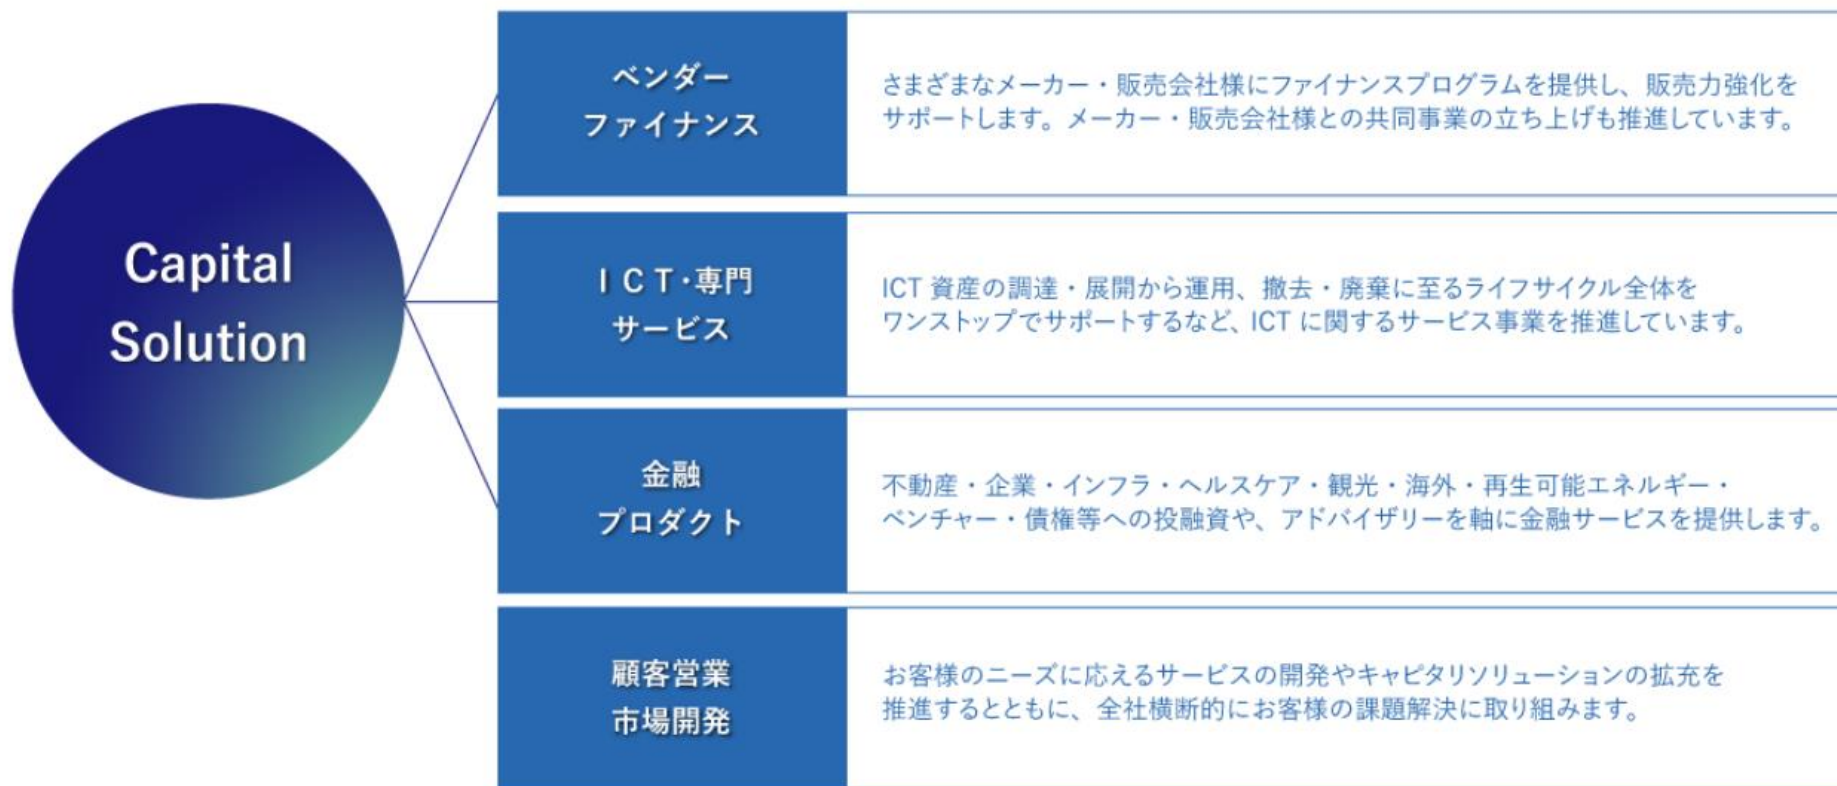 Capital
Solution
ベンダー
ファイナンス
さまざまなメーカー・販売会社様にファイナンスプログラムを提供し、販売力強化を
サポートします。メーカー・販売会社様との共同事業の立ち上げも推進しています。
ICT・専門
サービス
ICT 資産の調達・展開から運用、撤去・廃棄に至るライフサイクル全体を
ワンストップでサポートするなど、ICT に関するサービス事業を推進しています。
金融
プロダクト
不動産・企業・インフラ・ヘルスケア・観光・海外・再生可能エネルギー・
ベンチャー・債権等への投融資や、アドバイザリーを軸に金融サービスを提供します。
顧客営業
市場開発
お客様のニーズに応えるサービスの開発やキャピタリソリューションの拡充を
推進するとともに、全社横断的にお客様の課題解決に取り組みます。